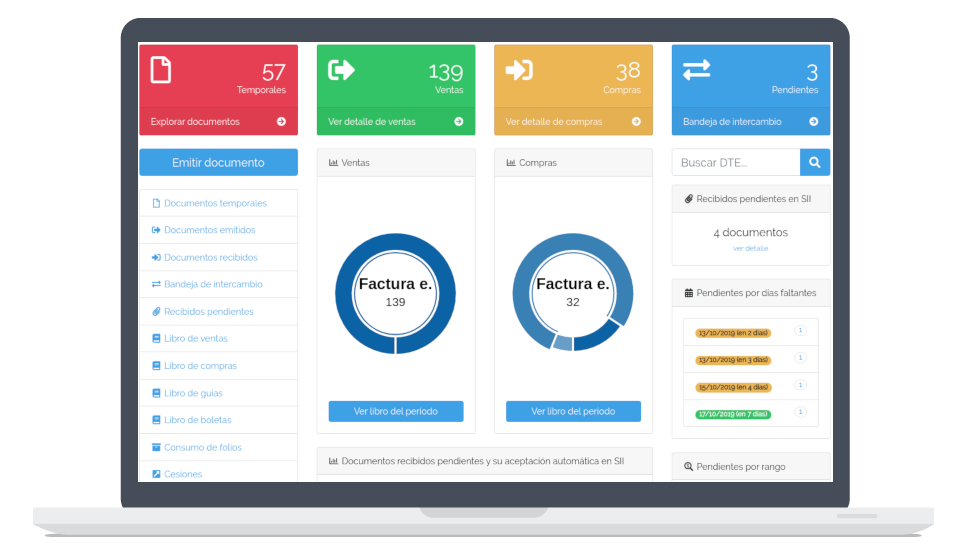 57
Temporales
Explorar documentos
139
Ventas
Ver detalle de ventas
38
Compras
Ver detalle de compras
3
Pendientes
Bandeja de intercambio
Emitir documento
Documentos temporales
Documentos emitidos
Documentos recibidos
Bandeja de intercambio
Recibidos pendientes
Libro de ventas
Libro de compras
Libro de guías
Libro de boletas
Consumo de folios
Cesiones
Ventas
Factura e.
139
Ver libro del período
Compras
Factura e.
32
Ver libro del período
Documentos recibidos pendientes y su aceptación automática en SII
Buscar DTE...
Recibidos pendientes en SII
4 documentos
ver detalle
Pendientes por días faltantes
13/10/2019 (en 2 días) 1
13/10/2019 (en 3 días) 1
15/10/2019 (en 4 días) 1
17/10/2019 (en 7 días) 1
Pendientes por rango